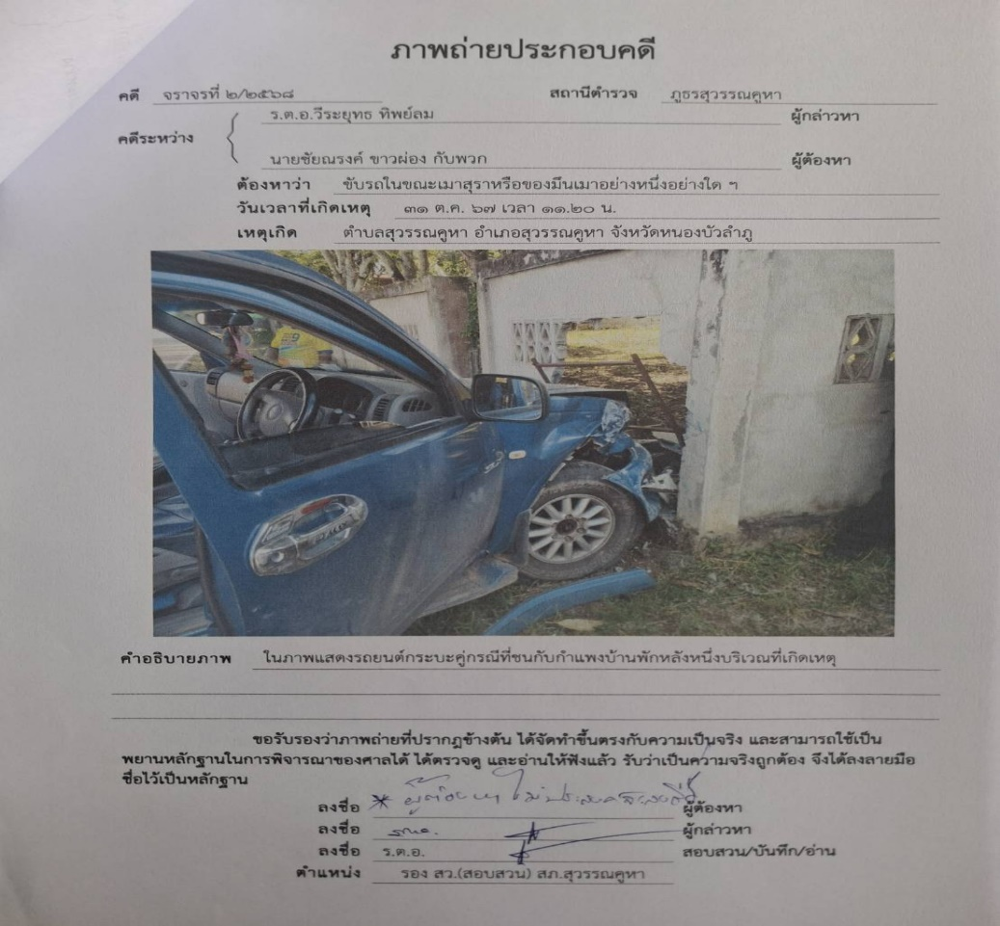 ภาพถ่ายประกอบคดี
คดี จราจรที่ ๒/๒๕๖๘ สถานีตำรวจ ภูธรสุวรรณคูหา
ร.ต.อ.วีระยุทธ ทิพย์ลม ผู้กล่าวหา
คดีระหว่าง
นายชัยณรงค์ ขาวผ่อง กับพวก ผู้ต้องหา
ต้องหาว่า ขับรถในขณะเมาสุราหรือของมึนเมาอย่างหนึ่งอย่างใด ฯ
วันเวลาที่เกิดเหตุ ๓๑ ต.ค. ๖๗ เวลา ๑๑.๒๐ น.
เหตุเกิด ตำบลสุวรรณคูหา อำเภอสุวรรณคูหา จังหวัดหนองบัวลำภู
คำอธิบายภาพ ในภาพแสดงรถยนต์กระบะคู่กรณีที่ชนกับกำแพงบ้านพักหลังหนึ่งบริเวณที่เกิดเหตุ
ขอรับรองว่าภาพถ่ายที่ปรากฎข้างต้น ได้จัดทำขึ้นตรงกับความเป็นจริง และสามารถใช้เป็น
พยานหลักฐานในการพิจารณาของศาลได้ ได้ตรวจดู และอ่านให้ฟังแล้ว รับว่าเป็นความจริงถูกต้อง จึงได้ลงลายมือ
ชื่อไว้เป็นหลักฐาน
ลงชื่อ ผู้ต้องหา ไม่ประสงค์ลงลายมือชื่อ ผู้ต้องหา
ลงชื่อ ร.ต.อ. ผู้กล่าวหา
ลงชื่อ ร.ต.อ. สอบสวน/บันทึก/อ่าน
ตำแหน่ง รอง สว.(สอบสวน) สภ.สุวรรณคูหา